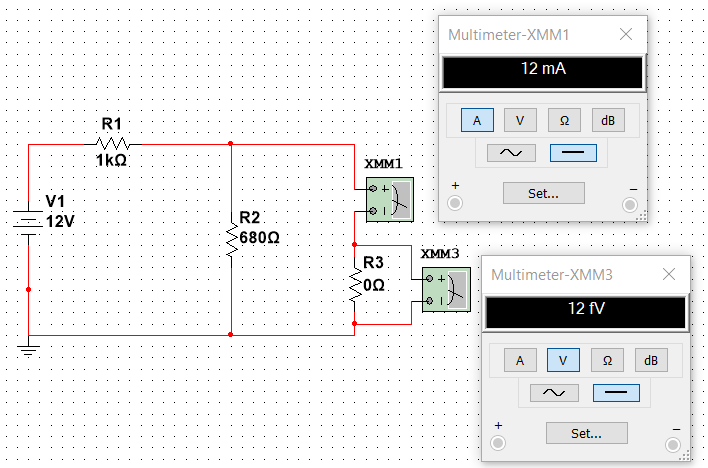 Multimeter-XMM1
12 mA
A V Ω dB
+ Set... −
R1
1kΩ
XMM1
V1
12V
R2
680Ω
R3
0Ω
XMM3
Multimeter-XMM3
12 fV
A V Ω dB
+ Set... −